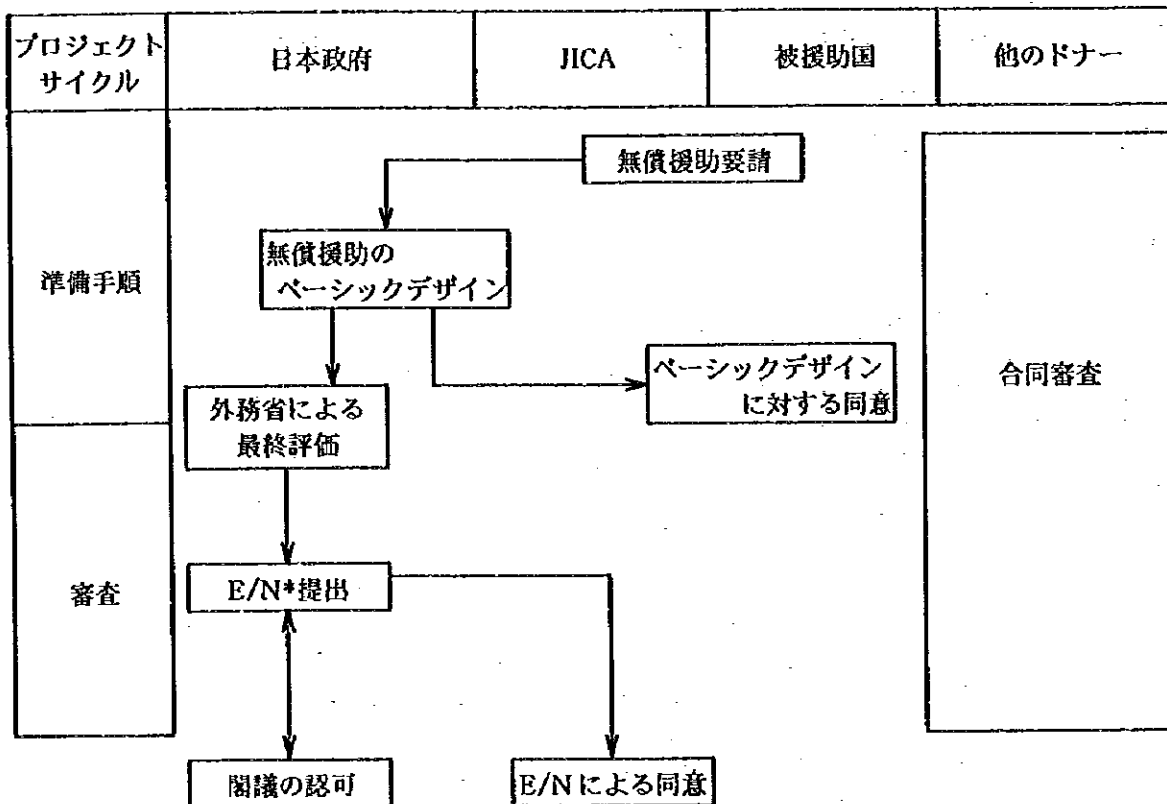 プロジェクト
サイクル
日本政府
JICA
被援助国
他のドナー
無償援助要請
無償援助の
ベーシックデザイン
準備手順
ベーシックデザイン
に対する同意
合同審査
外務省による
最終評価
審査
E/N*提出
閣議の認可
E/Nによる同意